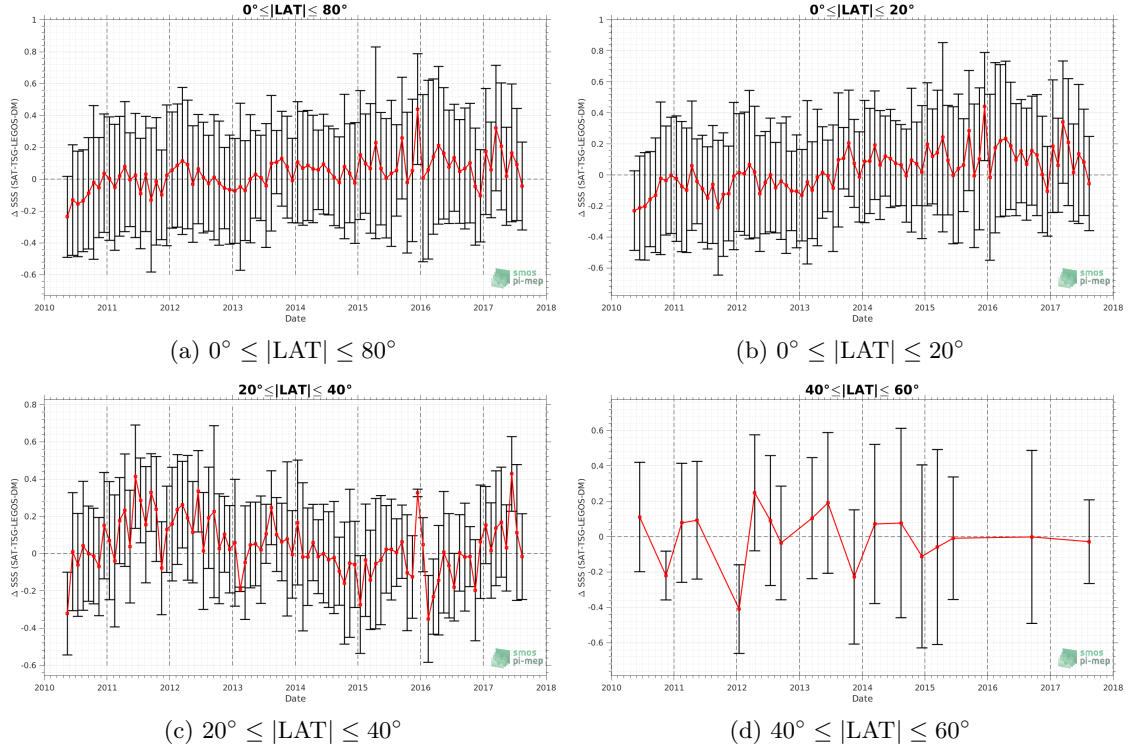 0°≤|LAT|≤ 80°
1
0.8
0.6
0.4
0.2
0
-0.2
-0.4
-0.6
Δ SSS (SAT-TSG-LEGOS-DM)
2010 2011 2012 2013 2014 2015 2016 2017 2018
Date
smos
pi-mep
(a) 0° ≤ |LAT| ≤ 80°
0°≤|LAT|≤ 20°
1
0.8
0.6
0.4
0.2
0
-0.2
-0.4
-0.6
Δ SSS (SAT-TSG-LEGOS-DM)
2010 2011 2012 2013 2014 2015 2016 2017 2018
Date
smos
pi-mep
(b) 0° ≤ |LAT| ≤ 20°
20°≤|LAT|≤ 40°
0.8
0.6
0.4
0.2
0
-0.2
-0.4
-0.6
Δ SSS (SAT-TSG-LEGOS-DM)
2010 2011 2012 2013 2014 2015 2016 2017 2018
Date
smos
pi-mep
(c) 20° ≤ |LAT| ≤ 40°
40°≤|LAT|≤ 60°
0.6
0.4
0.2
0
-0.2
-0.4
-0.6
Δ SSS (SAT-TSG-LEGOS-DM)
2010 2011 2012 2013 2014 2015 2016 2017 2018
Date
smos
pi-mep
(d) 40° ≤ |LAT| ≤ 60°